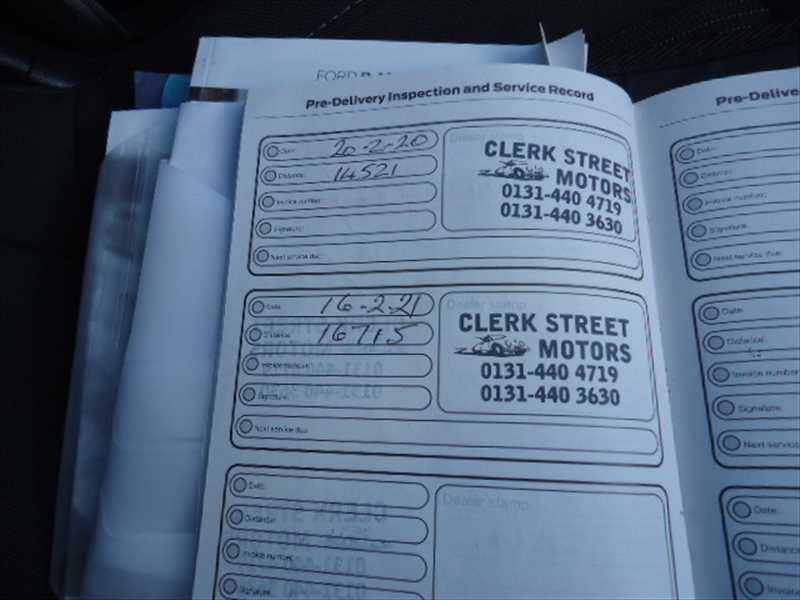 FORD
Pre-Delivery Inspection and Service Record
Date: 20-2-20
Distance: 14521
Invoice number:
Signature:
Next service due:
Dealer stamp
CLERK STREET
MOTORS
0131-440 4719
0131-440 3630
Date: 16-2-21
Distance: 16715
Invoice number:
Signature:
Next service due:
Dealer stamp
CLERK STREET
MOTORS
0131-440 4719
0131-440 3630
Date:
Distance:
Invoice number:
Signature:
Dealer stamp
Pre-Delive
Date:
Distance:
Invoice number:
Signature:
Next service due:
Date:
Distance:
Invoice number
Signature:
Next service
Date:
Distance:
Invoice